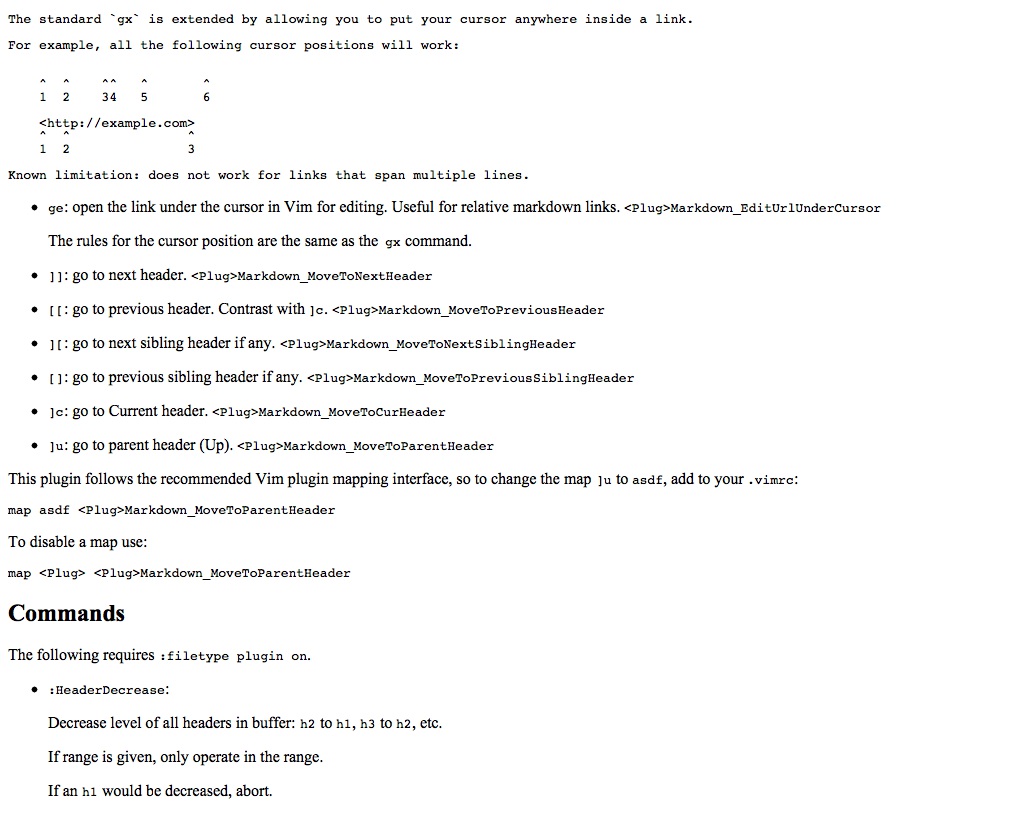 The standard `gx` is extended by allowing you to put your cursor anywhere inside a link.
For example, all the following cursor positions will work:
^  ^    ^^   ^       ^
1  2    34   5       6
<http://example.com>
^  ^               ^
1  2               3
Known limitation: does not work for links that span multiple lines.
• ge: open the link under the cursor in Vim for editing. Useful for relative markdown links. <Plug>Markdown_EditUrlUnderCursor
The rules for the cursor position are the same as the gx command.
• ]]: go to next header. <Plug>Markdown_MoveToNextHeader
• [[: go to previous header. Contrast with ]c. <Plug>Markdown_MoveToPreviousHeader
• ][: go to next sibling header if any. <Plug>Markdown_MoveToNextSiblingHeader
• []: go to previous sibling header if any. <Plug>Markdown_MoveToPreviousSiblingHeader
• ]c: go to Current header. <Plug>Markdown_MoveToCurHeader
• ]u: go to parent header (Up). <Plug>Markdown_MoveToParentHeader
This plugin follows the recommended Vim plugin mapping interface, so to change the map ]u to asdf, add to your .vimrc:
map asdf <Plug>Markdown_MoveToParentHeader
To disable a map use:
map <Plug> <Plug>Markdown_MoveToParentHeader
Commands
The following requires :filetype plugin on.
• :HeaderDecrease:
Decrease level of all headers in buffer: h2 to h1, h3 to h2, etc.
If range is given, only operate in the range.
If an h1 would be decreased, abort.